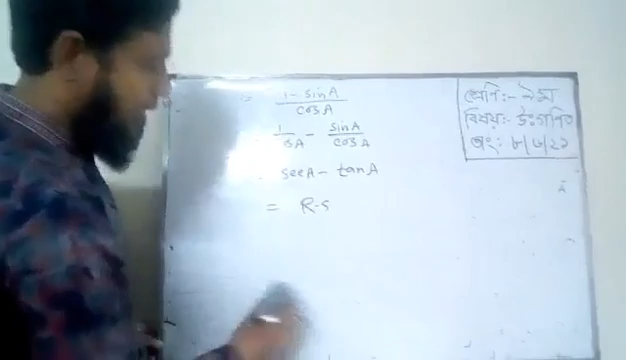 = 1 - sinA / cosA
1 / cosA - sinA / cosA
secA - tanA
= R.S
শ্রেণি:- ৯ম
বিষয়:- উঃগণিত